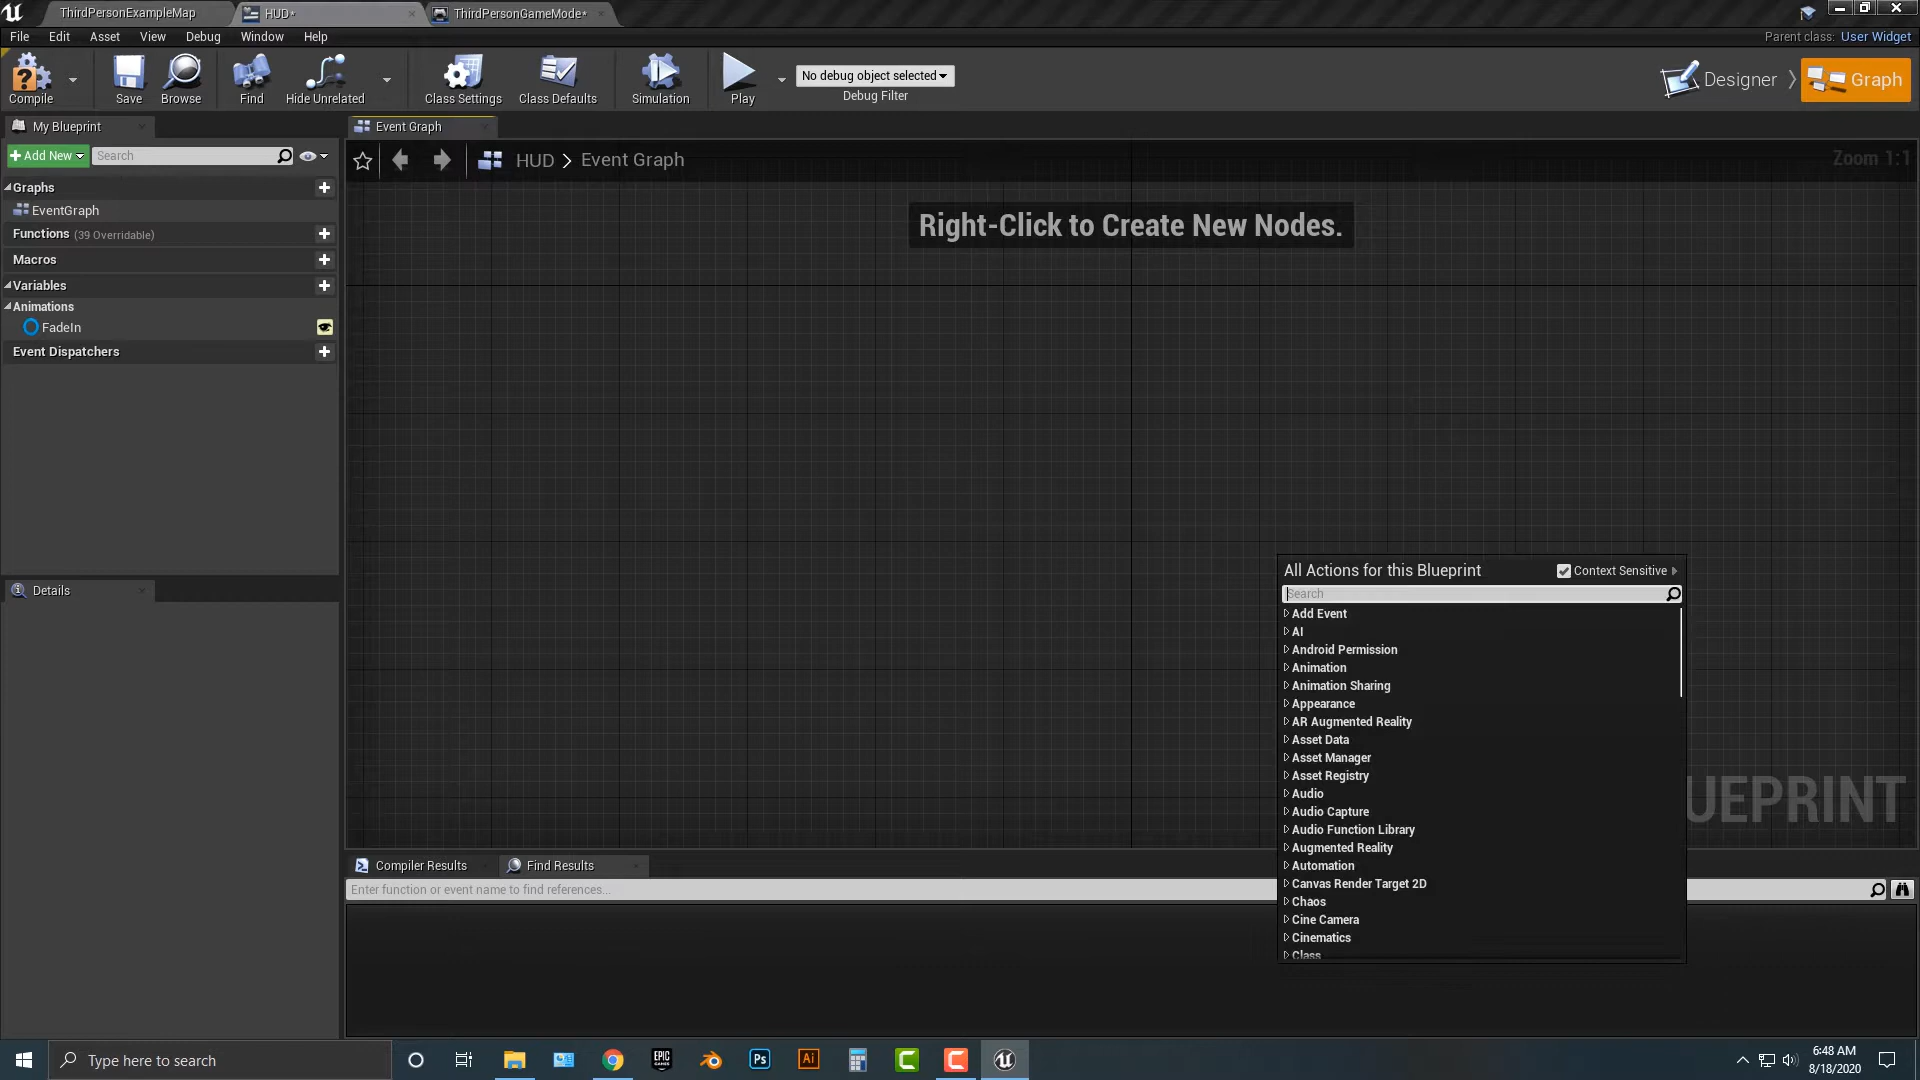 ThirdPersonExampleMap
HUD*
ThirdPersonGameMode*
File Edit Asset View Debug Window Help
Parent class: User Widget
Compile
Save
Browse
Find
Hide Unrelated
Class Settings
Class Defaults
Simulation
Play
No debug object selected
Debug Filter
Designer
Graph
My Blueprint
Event Graph
Add New
Search
HUD > Event Graph
Zoom 1:1
Right-Click to Create New Nodes.
Graphs
EventGraph
Functions (39 Overridable)
Macros
Variables
Animations
FadeIn
Event Dispatchers
Details
All Actions for this Blueprint
Context Sensitive
Search
Add Event
AI
Android Permission
Animation
Animation Sharing
Appearance
AR Augmented Reality
Asset Data
Asset Manager
Asset Registry
Audio
Audio Capture
Audio Function Library
Augmented Reality
Automation
Canvas Render Target 2D
Chaos
Cine Camera
Cinematics
Class
UEPRINT
Compiler Results
Find Results
Enter function or event name to find references...
Type here to search
EPIC GAMES
Ps
Ai
6:48 AM
8/18/2020